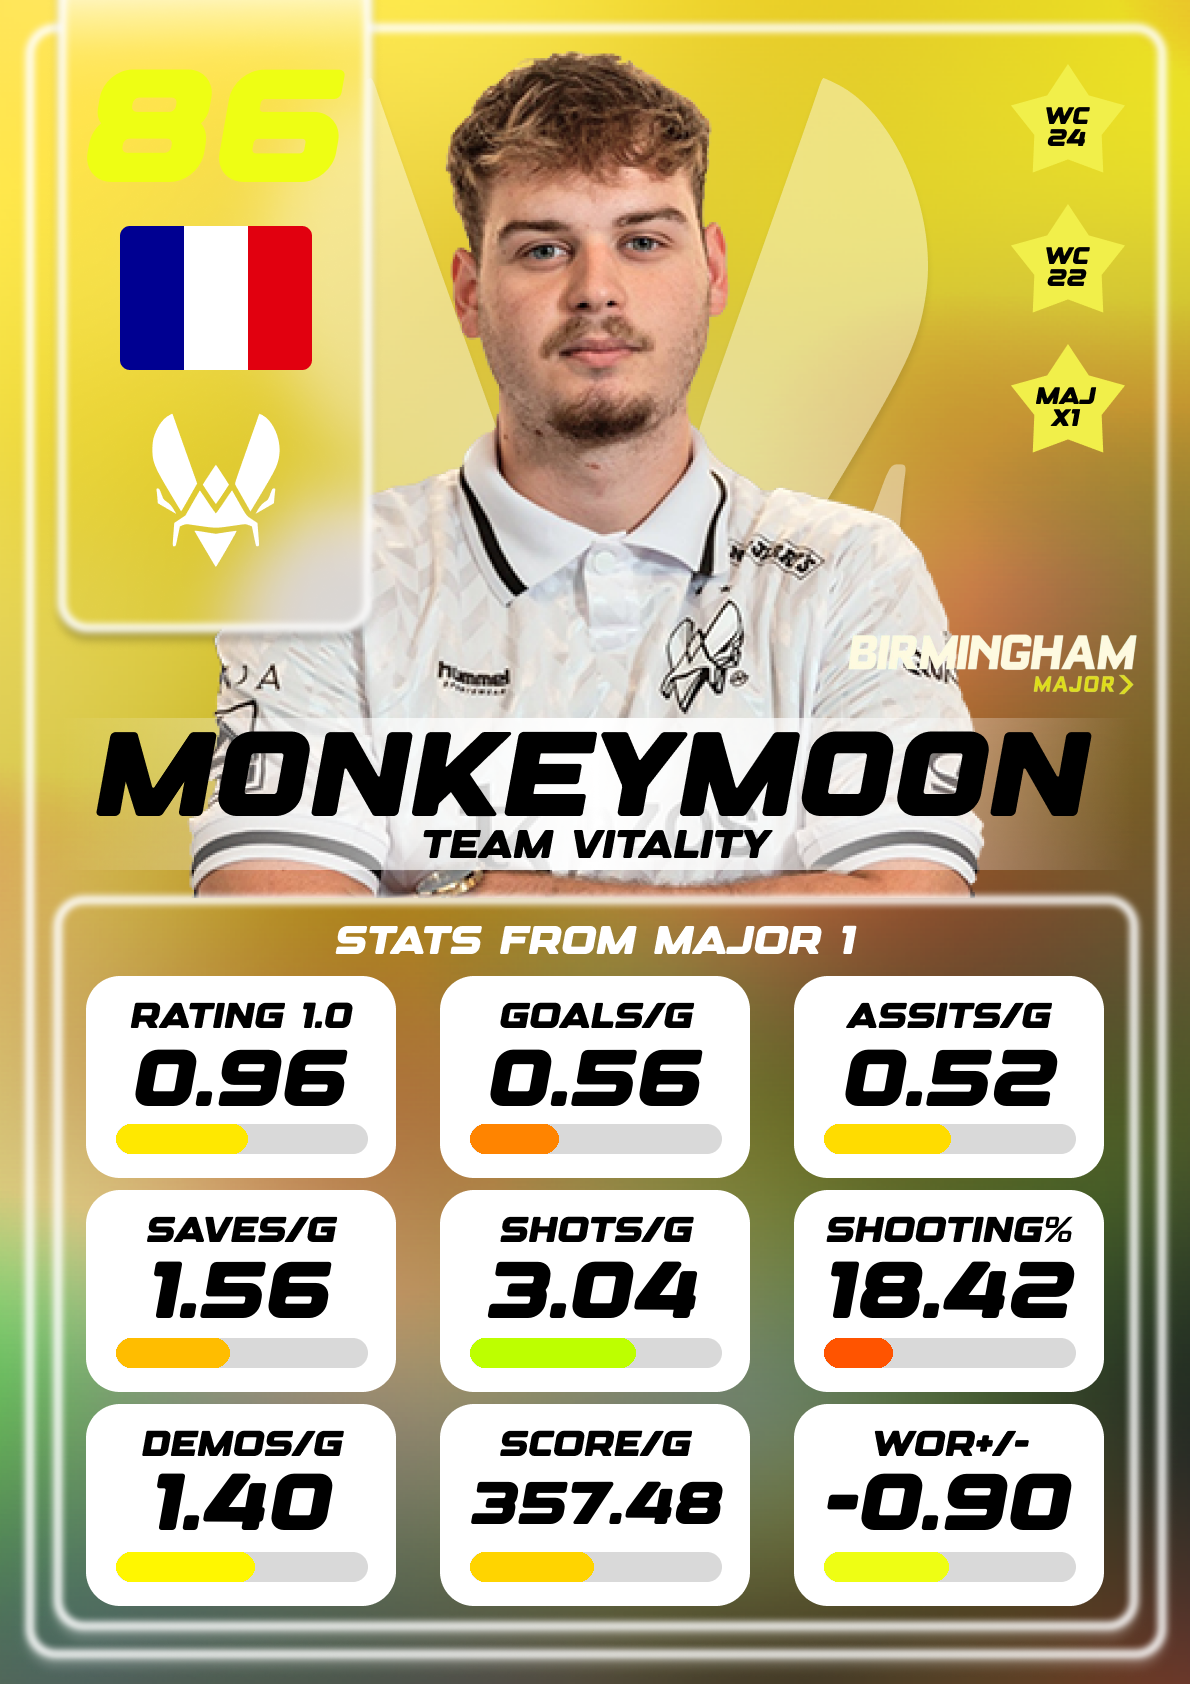 86
WC
24
WC
22
MAJ
X1
hummel
BIRMINGHAM
MAJOR
MONKEYMOON
TEAM VITALITY
STATS FROM MAJOR 1
RATING 1.0
0.96
GOALS/G
0.56
ASSITS/G
0.52
SAVES/G
1.56
SHOTS/G
3.04
SHOOTING%
18.42
DEMOS/G
1.40
SCORE/G
357.48
WOR+/-
-0.90